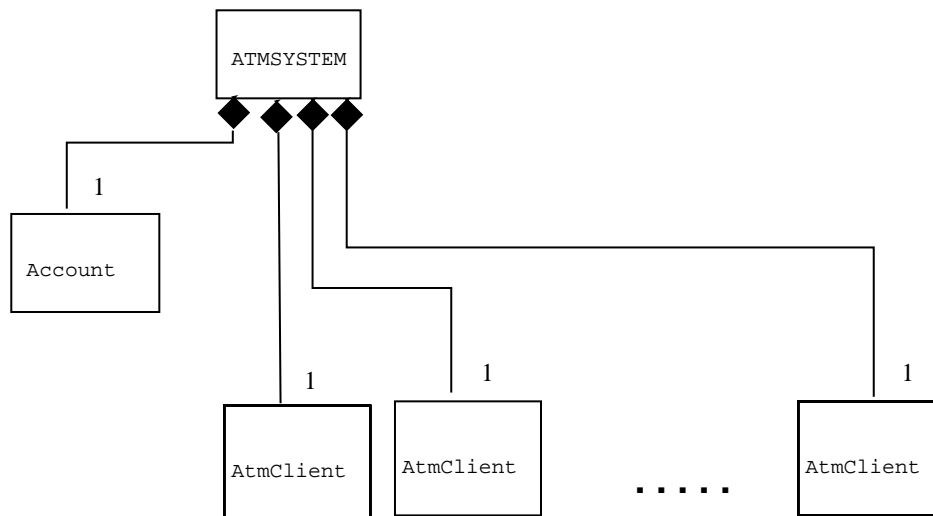 ATMSYSTEM
1
Account
1
1
1
AtmClient
AtmClient
.....
AtmClient